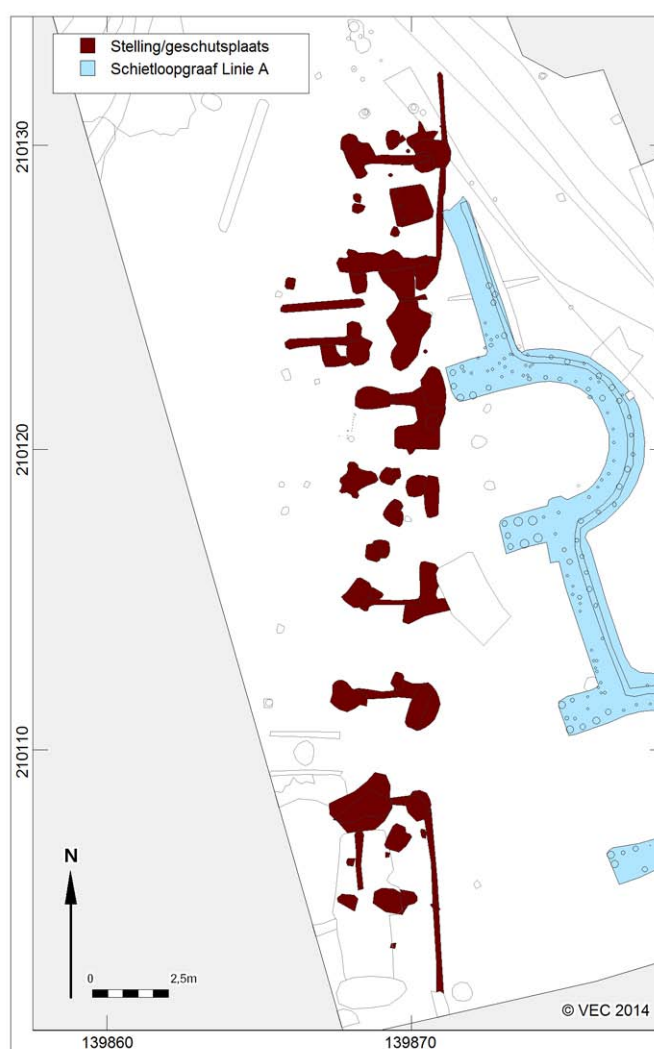 Stelling/geschutsplaats
Schietloopgraaf Linie A
210130
210120
210110
N
0 2,5m
© VEC 2014
139860 139870